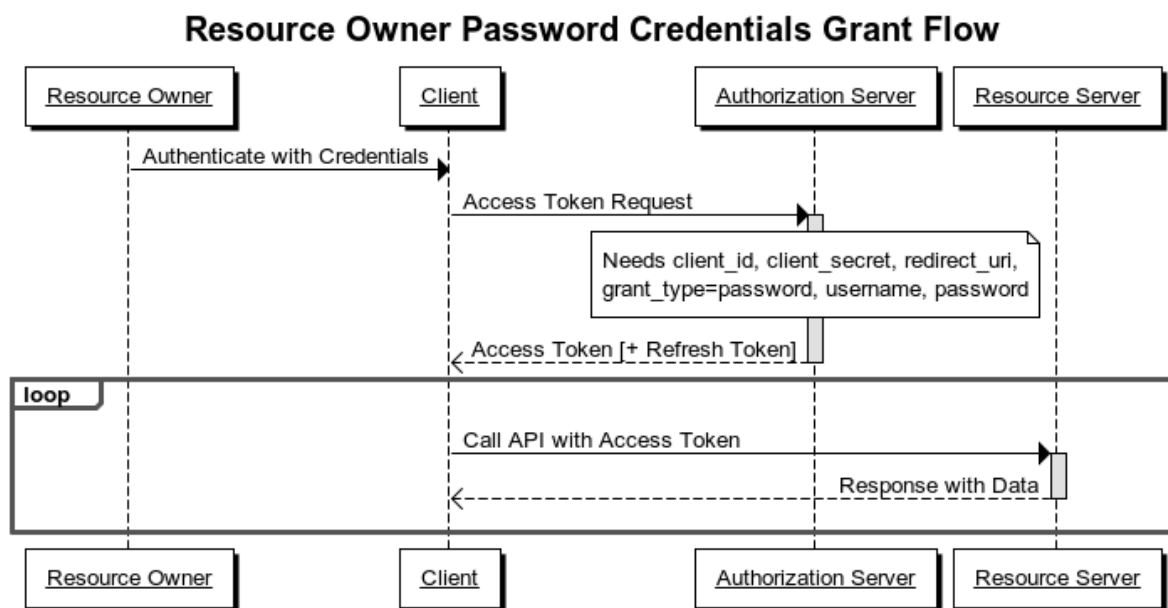 Resource Owner Password Credentials Grant Flow
Resource Owner
Client
Authorization Server
Resource Server
Authenticate with Credentials
Access Token Request
Needs client_id, client_secret, redirect_uri,
grant_type=password, username, password
Access Token [+ Refresh Token]
loop
Call API with Access Token
Response with Data
Resource Owner
Client
Authorization Server
Resource Server